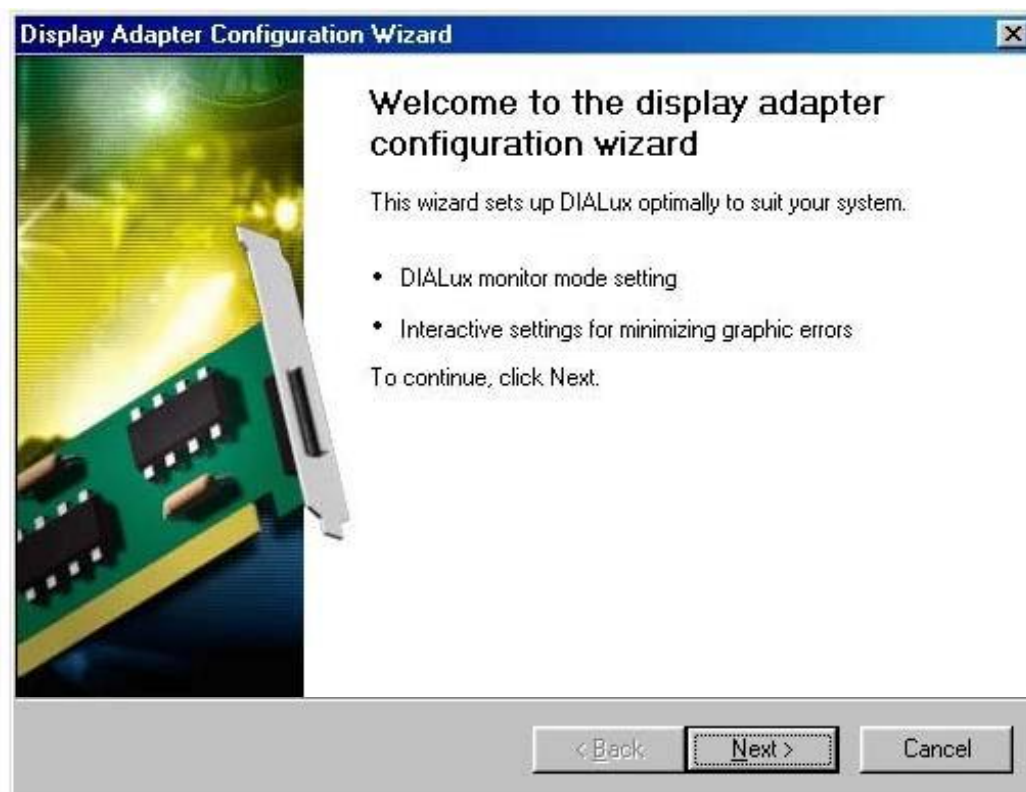 Display Adapter Configuration Wizard
Welcome to the display adapter
configuration wizard
This wizard sets up DIALux optimally to suit your system.
• DIALux monitor mode setting
• Interactive settings for minimizing graphic errors
To continue, click Next.
< Back Next > Cancel